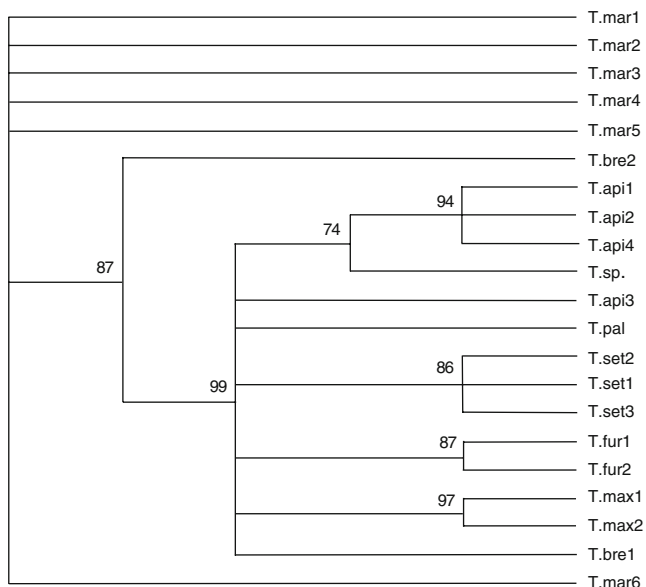 T.mar1
T.mar2
T.mar3
T.mar4
T.mar5
T.bre2
T.api1
94
T.api2
74
T.api4
87
T.sp.
T.api3
T.pal
T.set2
86
99
T.set1
T.set3
T.fur1
87
T.fur2
T.max1
97
T.max2
T.bre1
T.mar6